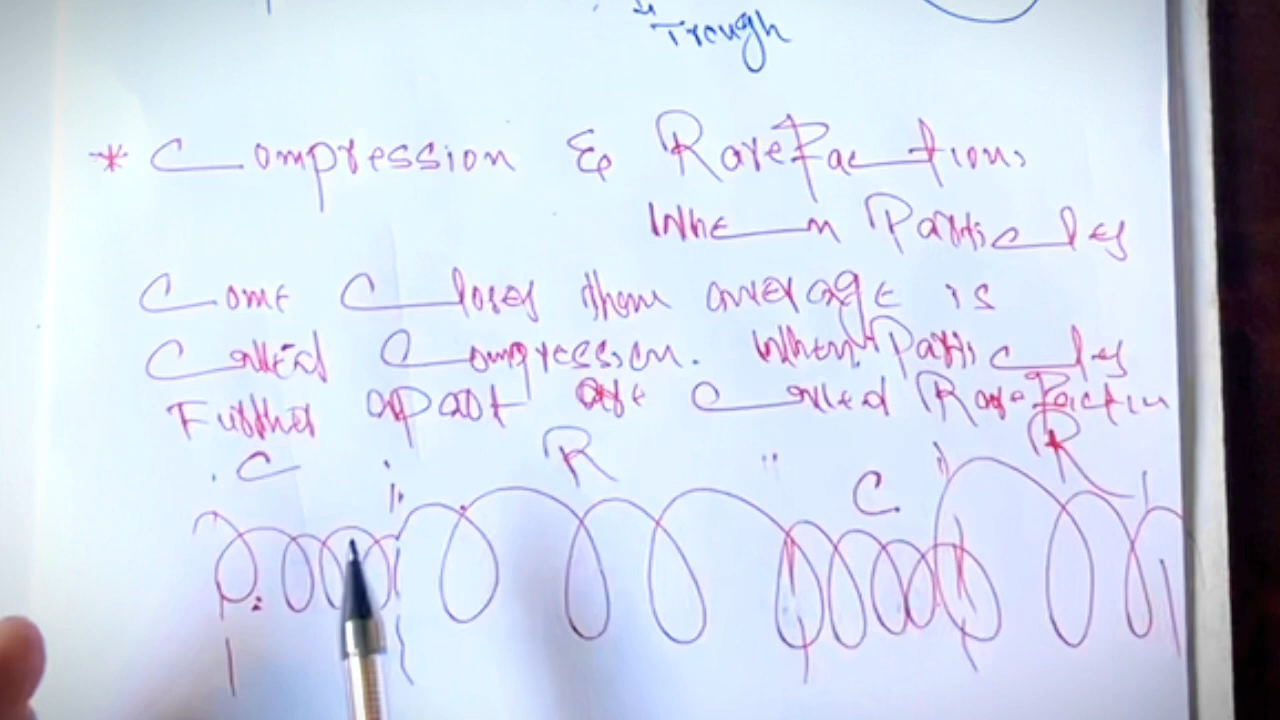 Trough
* Compression & Rarefactions
When Particles
Come Closer than average is
Called Compression. When Particles
Further apart are Called Rarefaction
C R C. R